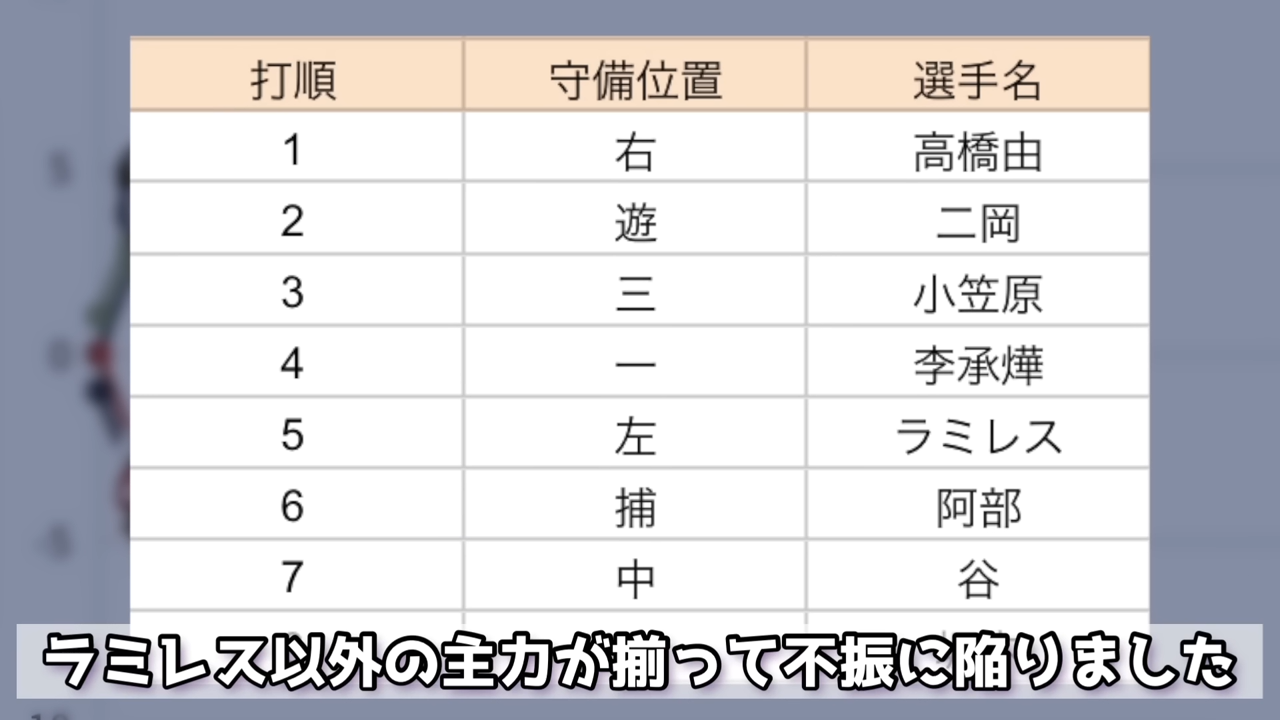 打順 守備位置 選手名
1 右 高橋由
2 遊 二岡
3 三 小笠原
4 一 李承燁
5 左 ラミレス
6 捕 阿部
7 中 谷
ラミレス以外の主力が揃って不振に陥りました
5
0
-5